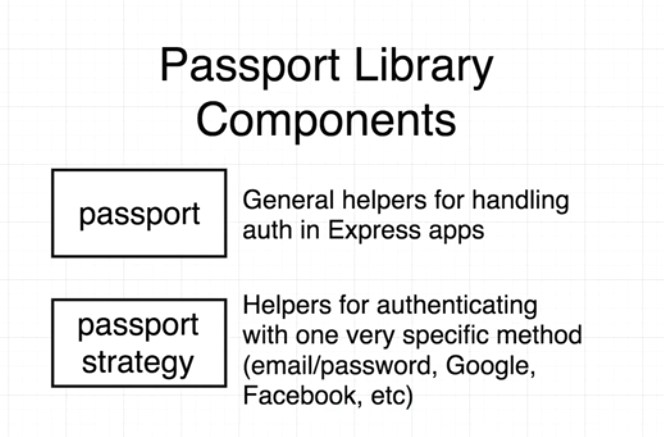 Passport Library
Components
passport
General helpers for handling
auth in Express apps
passport
strategy
Helpers for authenticating
with one very specific method
(email/password, Google,
Facebook, etc)